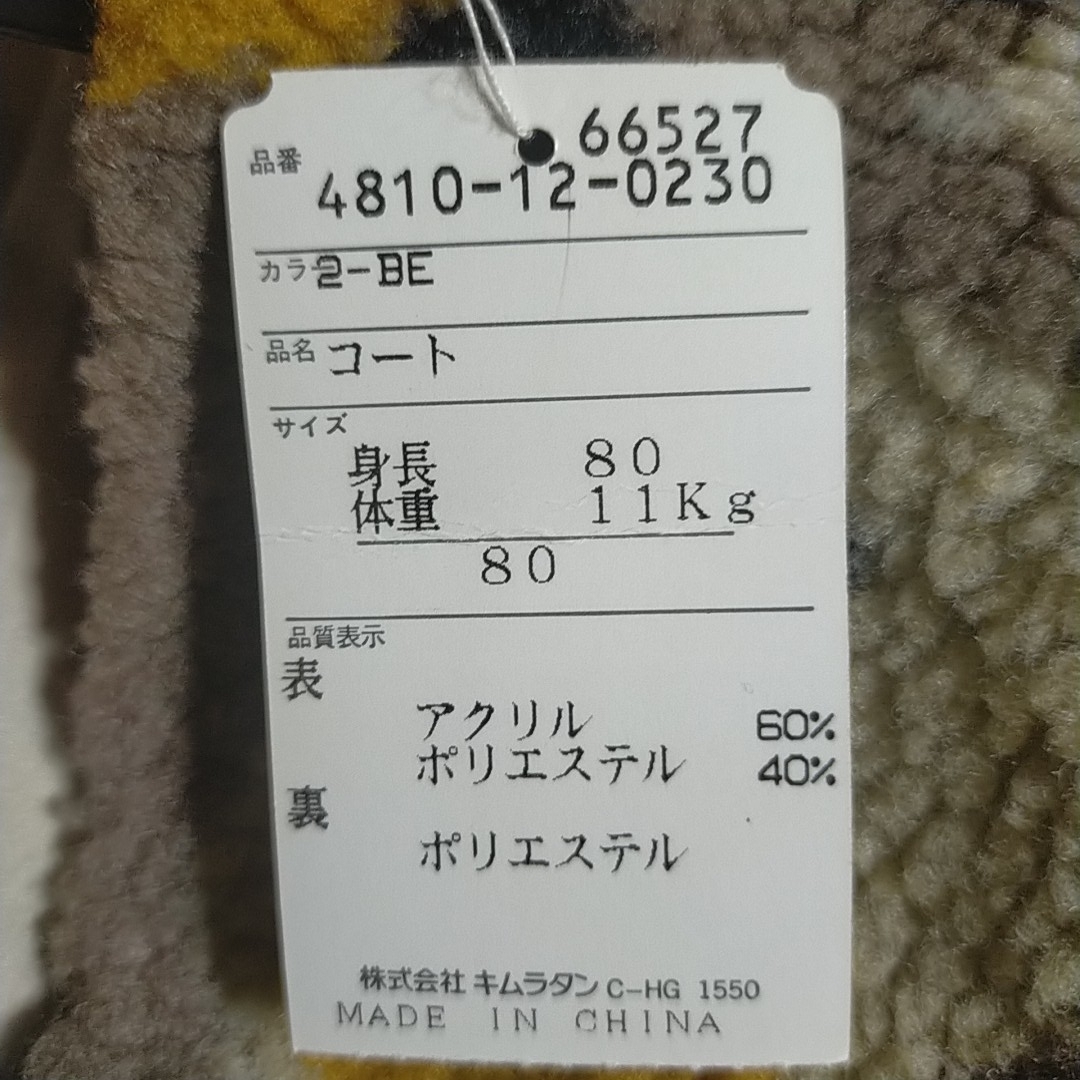 66527
品番 4810-12-0230
カラー 2-BE
品名 コート
サイズ
身長 80
体重 11Kg
80
品質表示
表
アクリル 60%
ポリエステル 40%
裏
ポリエステル
株式会社 キムラタン C-HG 1550
MADE IN CHINA